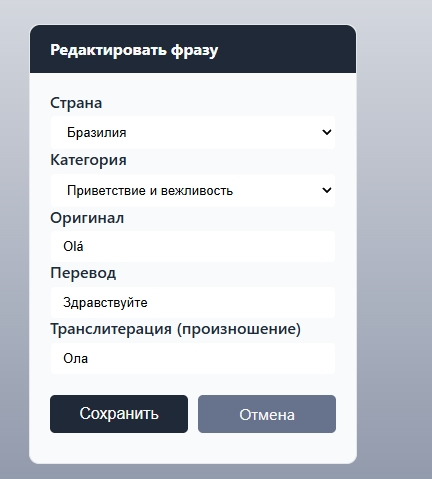 Редактировать фразу
Страна
Бразилия
Категория
Приветствие и вежливость
Оригинал
Olá
Перевод
Здравствуйте
Транслитерация (произношение)
Ола
Сохранить Отмена